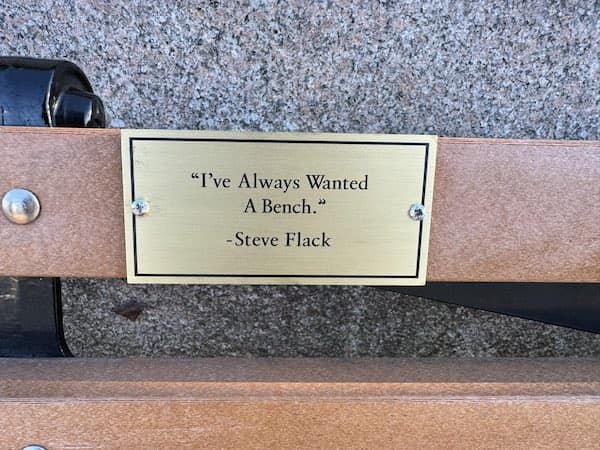 “I’ve Always Wanted
A Bench.”
-Steve Flack